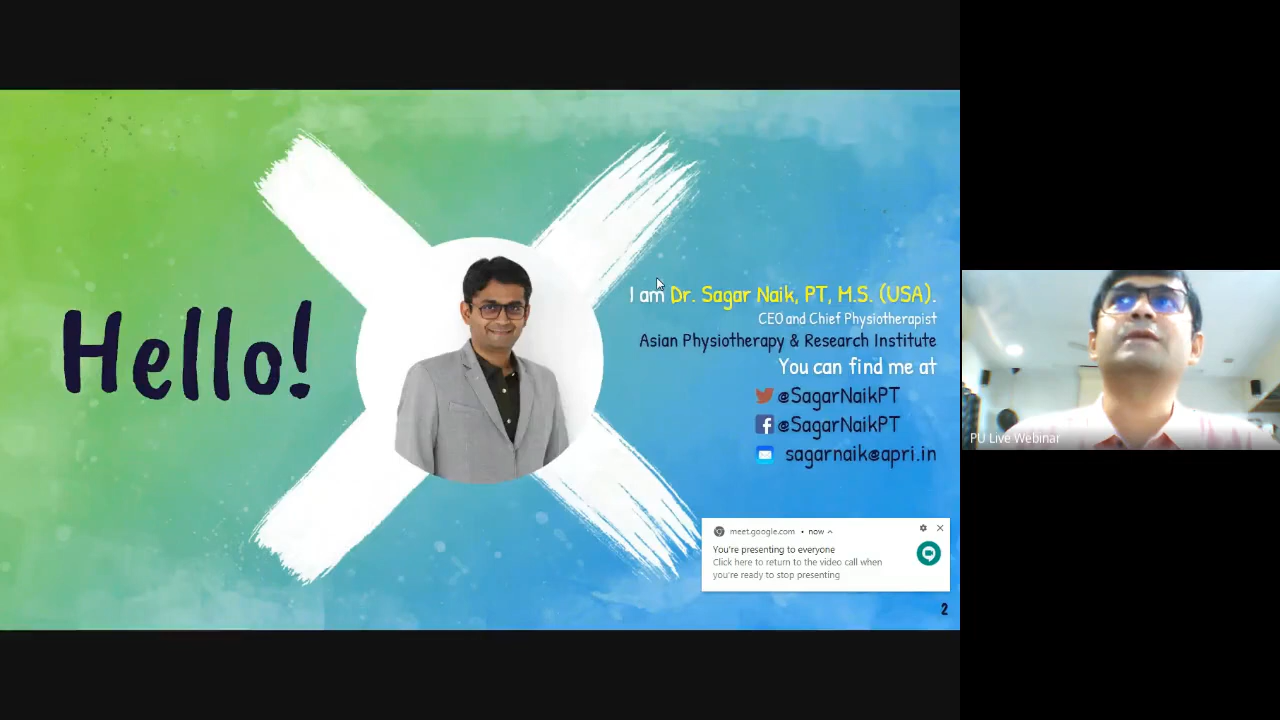 Hello!
I am Dr. Sagar Naik, PT, M.S. (USA).
CEO and Chief Physiotherapist
Asian Physiotherapy & Research Institute
You can find me at
@SagarNaikPT
@SagarNaikPT
sagarnaik@apri.in
PU Live Webinar
meet.google.com • now
You're presenting to everyone
Click here to return to the video call when
you're ready to stop presenting
2